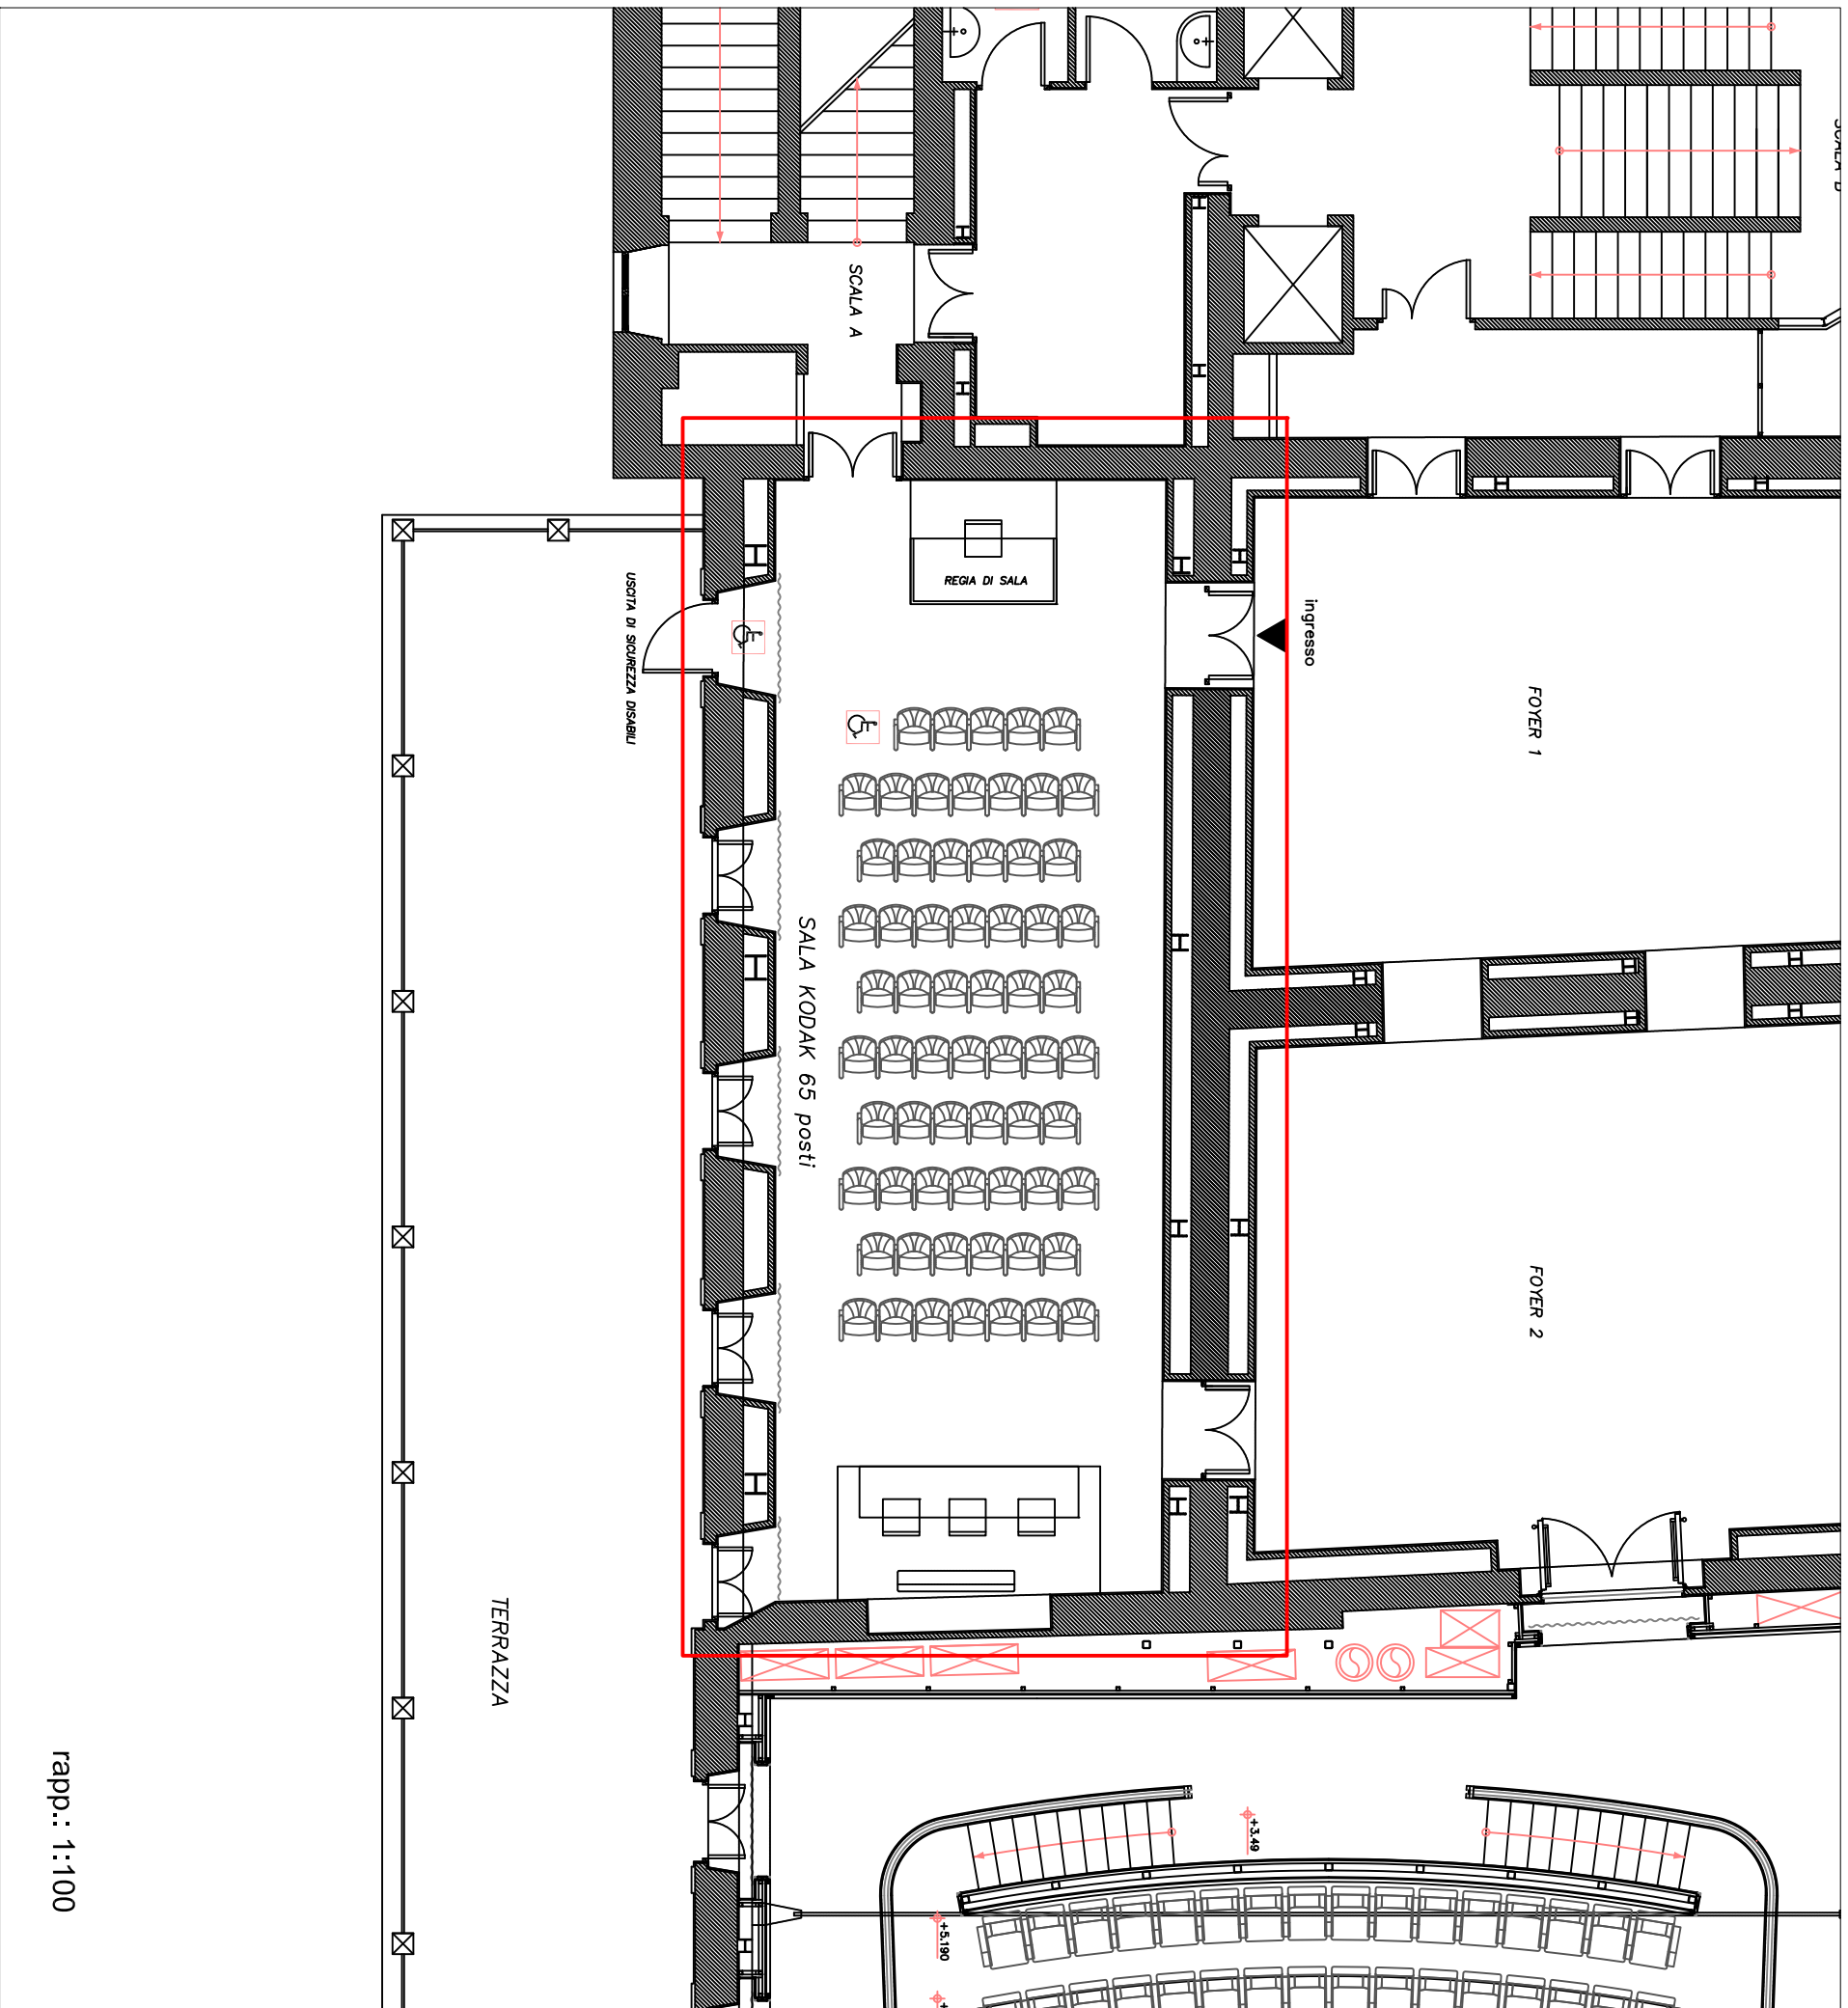 SCALA B
SCALA A
REGIA DI SALA
ingresso
USCITA DI SICUREZZA DISABILI
FOYER 1
SALA KODAK 65 posti
FOYER 2
TERRAZZA
rapp.: 1:100
+3.49
+5.190